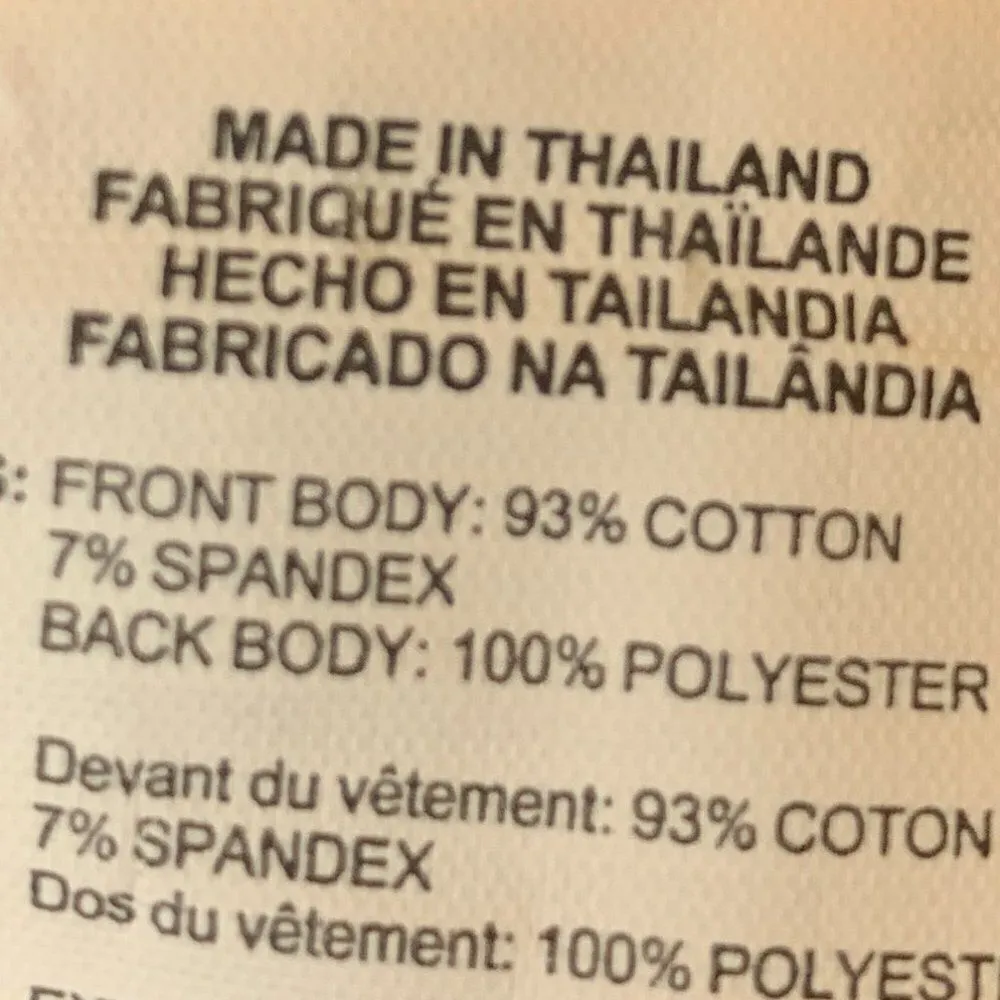 MADE IN THAILAND
FABRIQUÉ EN THAÏLANDE
HECHO EN TAILANDIA
FABRICADO NA TAILÂNDIA
: FRONT BODY: 93% COTTON
7% SPANDEX
BACK BODY: 100% POLYESTER
Devant du vêtement: 93% COTON
7% SPANDEX
Dos du vêtement: 100% POLYEST